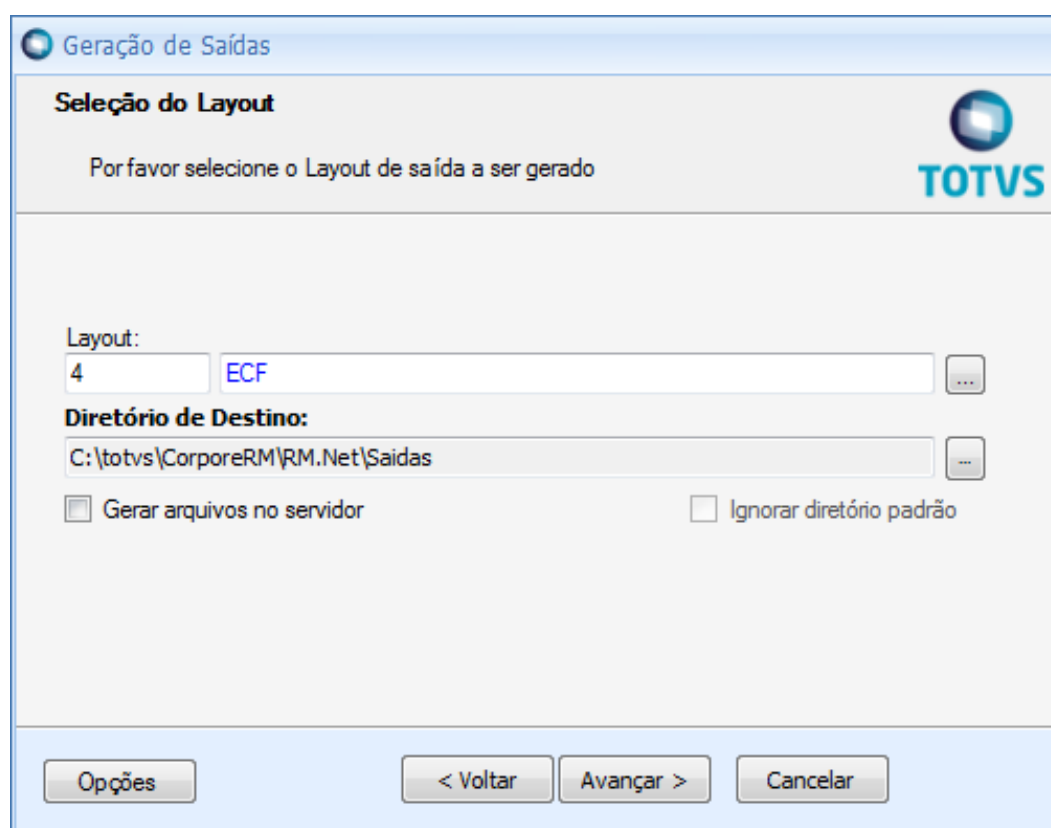 Geração de Saídas
Seleção do Layout
Por favor selecione o Layout de saída a ser gerado
TOTVS
Layout:
4 ECF ...
Diretório de Destino:
C:\totvs\CorporeRM\RM.Net\Saidas ...
Gerar arquivos no servidor Ignorar diretório padrão
Opções < Voltar Avançar > Cancelar